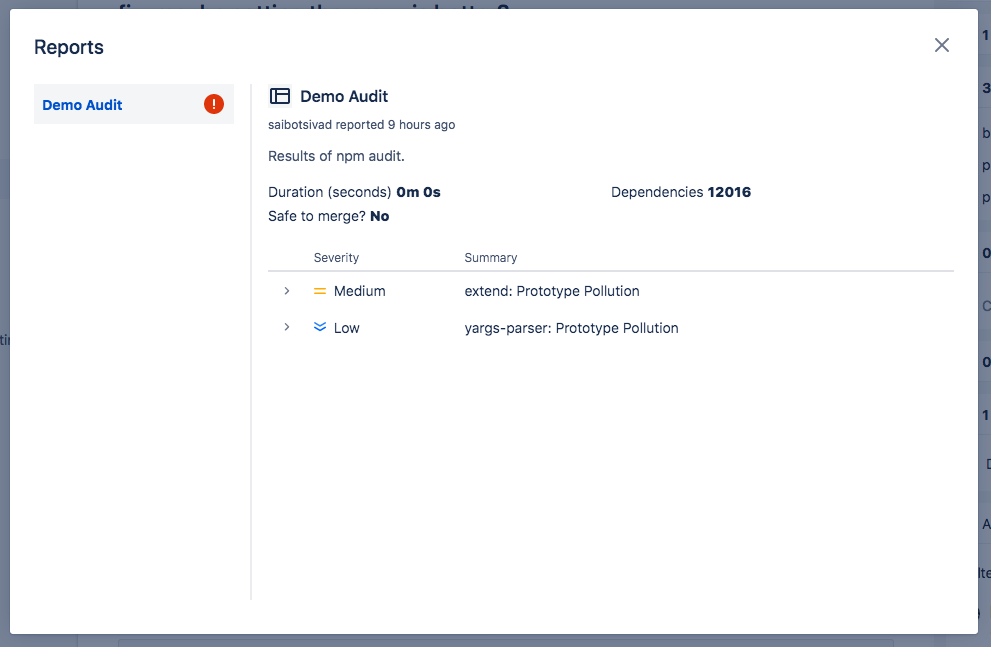 Reports
Demo Audit
Demo Audit
saibotsivad reported 9 hours ago
Results of npm audit.
Duration (seconds) 0m 0s
Dependencies 12016
Safe to merge? No
Severity Summary
Medium extend: Prototype Pollution
Low yargs-parser: Prototype Pollution